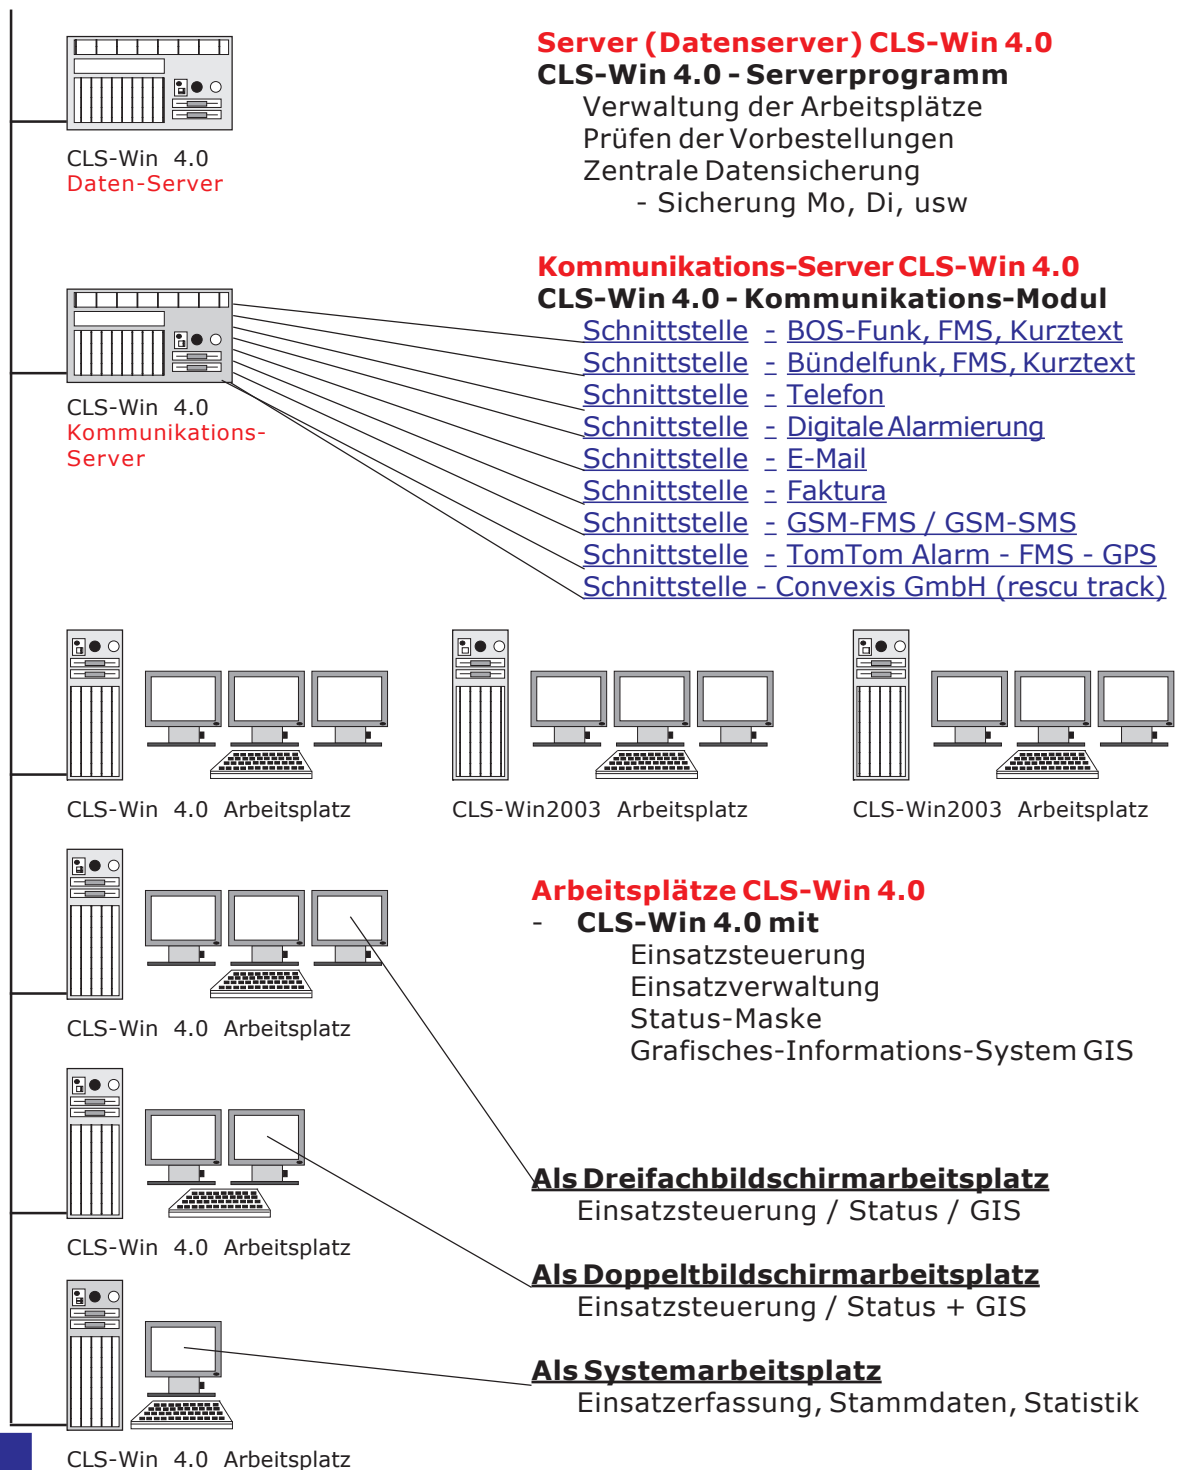 Server (Datenserver) CLS-Win 4.0
CLS-Win 4.0 - Serverprogramm
Verwaltung der Arbeitsplätze
Prüfen der Vorbestellungen
Zentrale Datensicherung
- Sicherung Mo, Di, usw
CLS-Win 4.0
Daten-Server
Kommunikations-Server CLS-Win 4.0
CLS-Win 4.0 - Kommunikations-Modul
Schnittstelle - BOS-Funk, FMS, Kurztext
Schnittstelle - Bündelfunk, FMS, Kurztext
Schnittstelle - Telefon
Schnittstelle - Digitale Alarmierung
Schnittstelle - E-Mail
Schnittstelle - Faktura
Schnittstelle - GSM-FMS / GSM-SMS
Schnittstelle - TomTom Alarm - FMS - GPS
Schnittstelle - Convexis GmbH (rescu track)
CLS-Win 4.0
Kommunikations-
Server
CLS-Win 4.0 Arbeitsplatz
CLS-Win2003 Arbeitsplatz
CLS-Win2003 Arbeitsplatz
Arbeitsplätze CLS-Win 4.0
- CLS-Win 4.0 mit
Einsatzsteuerung
Einsatzverwaltung
Status-Maske
Grafisches-Informations-System GIS
CLS-Win 4.0 Arbeitsplatz
Als Dreifachbildschirmarbeitsplatz
Einsatzsteuerung / Status / GIS
CLS-Win 4.0 Arbeitsplatz
Als Doppeltbildschirmarbeitsplatz
Einsatzsteuerung / Status + GIS
Als Systemarbeitsplatz
Einsatzerfassung, Stammdaten, Statistik
CLS-Win 4.0 Arbeitsplatz